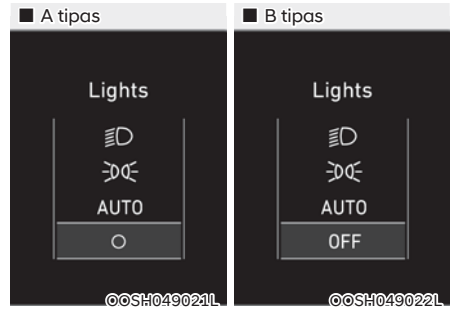 ■ A tipas
Lights
AUTO
OOSH049021L
■ B tipas
Lights
AUTO
OFF
OOSH049022L